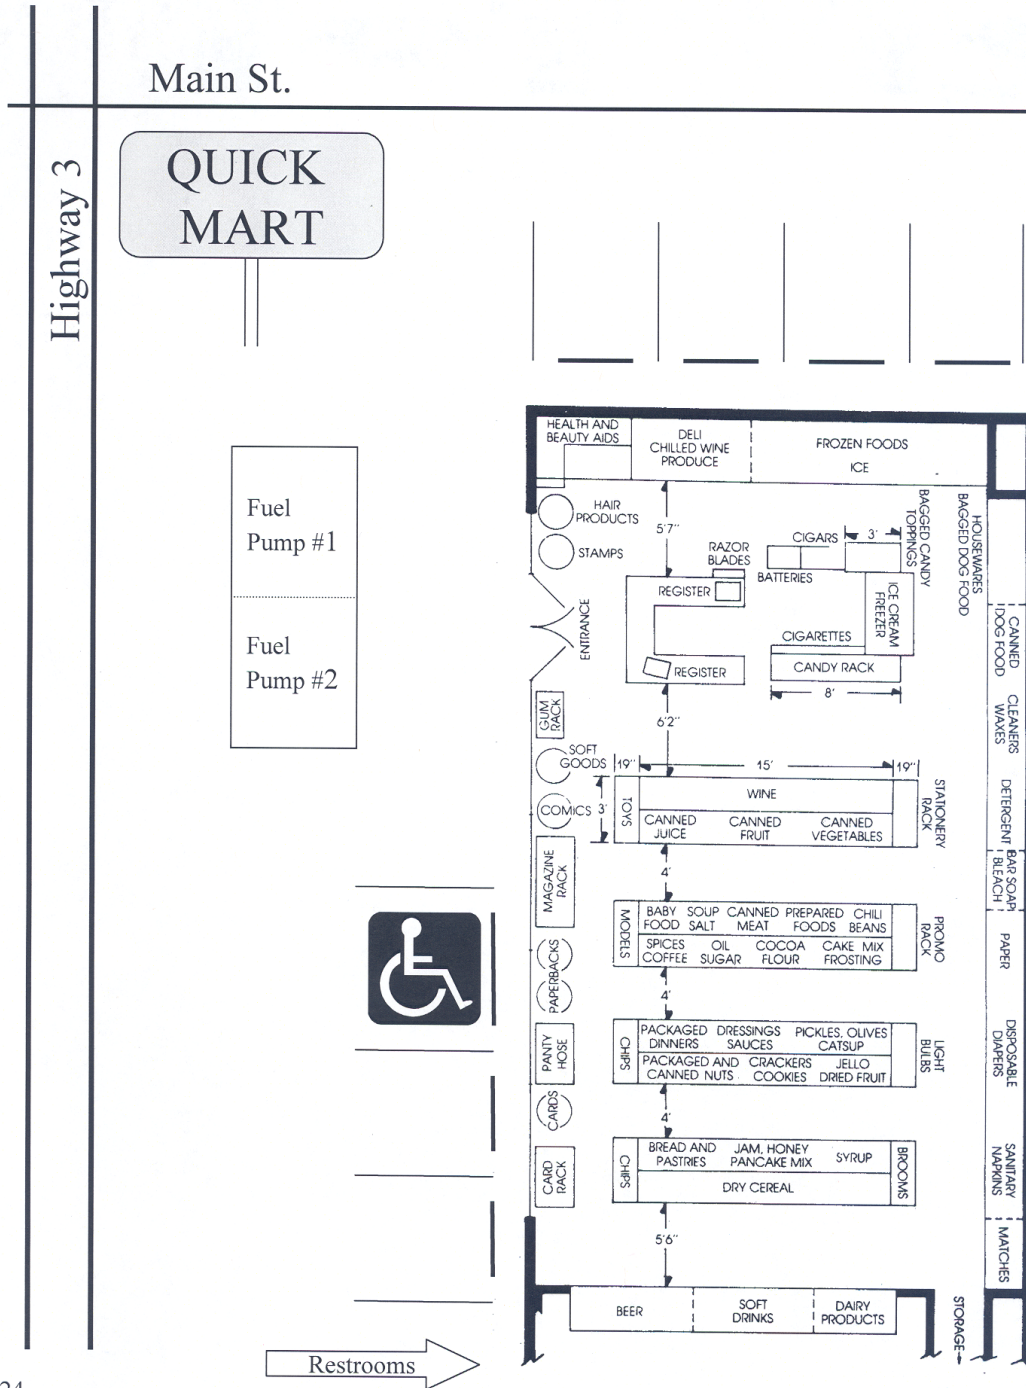 Main St.
Highway 3
QUICK
MART
HEALTH AND
BEAUTY AIDS
DELI
CHILLED WINE
PRODUCE
FROZEN FOODS
ICE
HAIR
PRODUCTS
STAMPS
5'7"
RAZOR
BLADES
CIGARS
3'
BATTERIES
BAGGED CANDY
TOPPINGS
HOUSEWARES
BAGGED DOG FOOD
Fuel
Pump #1
Fuel
Pump #2
REGISTER
ENTRANCE
REGISTER
ICE CREAM
FREEZER
CIGARETTES
CANDY RACK
8'
CANNED
DOG FOOD
CLEANERS
WAXES
GUM
RACK
6'2"
SOFT
GOODS
19"
15'
19"
COMICS
3'
TOYS
WINE
CANNED
JUICE
CANNED
FRUIT
CANNED
VEGETABLES
STATIONERY
RACK
DETERGENT
MAGAZINE
RACK
4'
BAR SOAP
BLEACH
MODELS
BABY
FOOD
SOUP
SALT
CANNED
MEAT
PREPARED
FOODS
CHILI
BEANS
SPICES
COFFEE
OIL
SUGAR
COCOA
FLOUR
CAKE MIX
FROSTING
PROMO
RACK
PAPER
PAPERBACKS
4'
PANTY
HOSE
CHIPS
PACKAGED
DINNERS
DRESSINGS
SAUCES
PICKLES, OLIVES
CATSUP
PACKAGED AND
CANNED NUTS
CRACKERS
COOKIES
JELLO
DRIED FRUIT
LIGHT
BULBS
DISPOSABLE
DIAPERS
CARDS
4'
CARD
RACK
CHIPS
BREAD AND
PASTRIES
JAM, HONEY
PANCAKE MIX
SYRUP
DRY CEREAL
BROOMS
SANITARY
NAPKINS
5'6"
MATCHES
BEER
SOFT
DRINKS
DAIRY
PRODUCTS
STORAGE
Restrooms